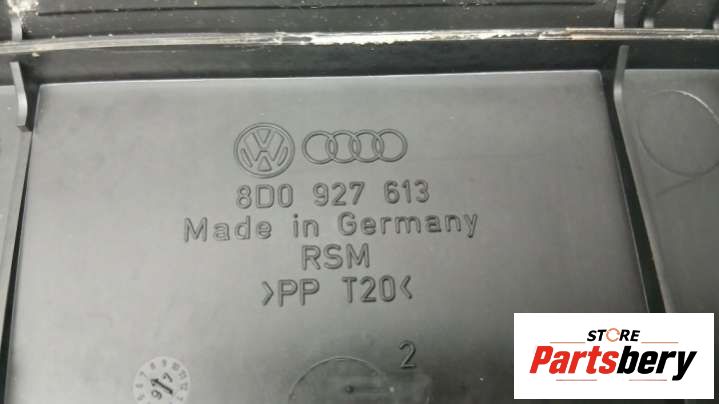 8D0 927 613
Made in Germany
RSM
>PP T20<
2
STORE
Partsbery